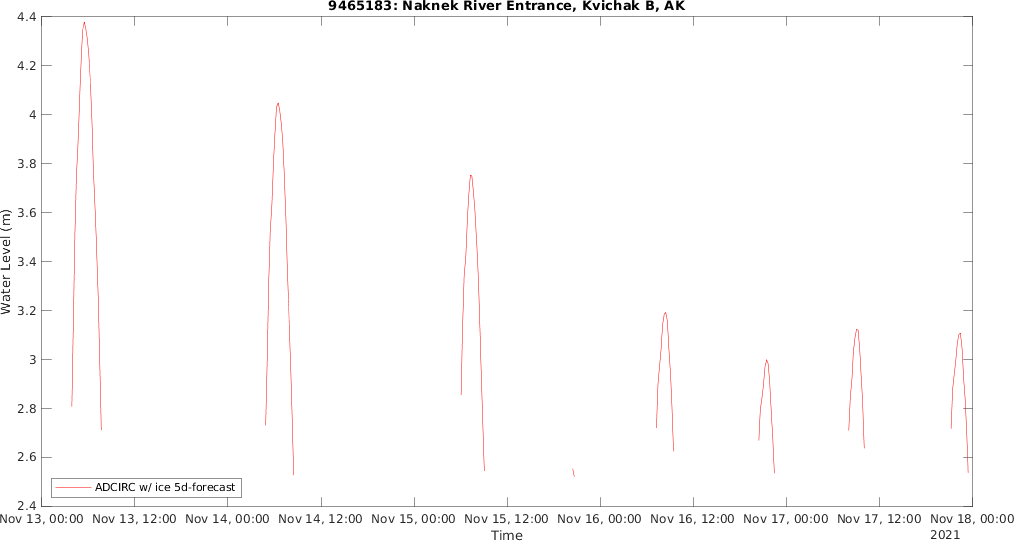 9465183: Naknek River Entrance, Kvichak B, AK
4.4
4.2
4
3.8
3.6
3.4
3.2
3
2.8
2.6
2.4
Water Level (m)
ADCIRC w/ ice 5d-forecast
Nov 13, 00:00 Nov 13, 12:00 Nov 14, 00:00 Nov 14, 12:00 Nov 15, 00:00 Nov 15, 12:00 Nov 16, 00:00 Nov 16, 12:00 Nov 17, 00:00 Nov 17, 12:00 Nov 18, 00:00
Time
2021